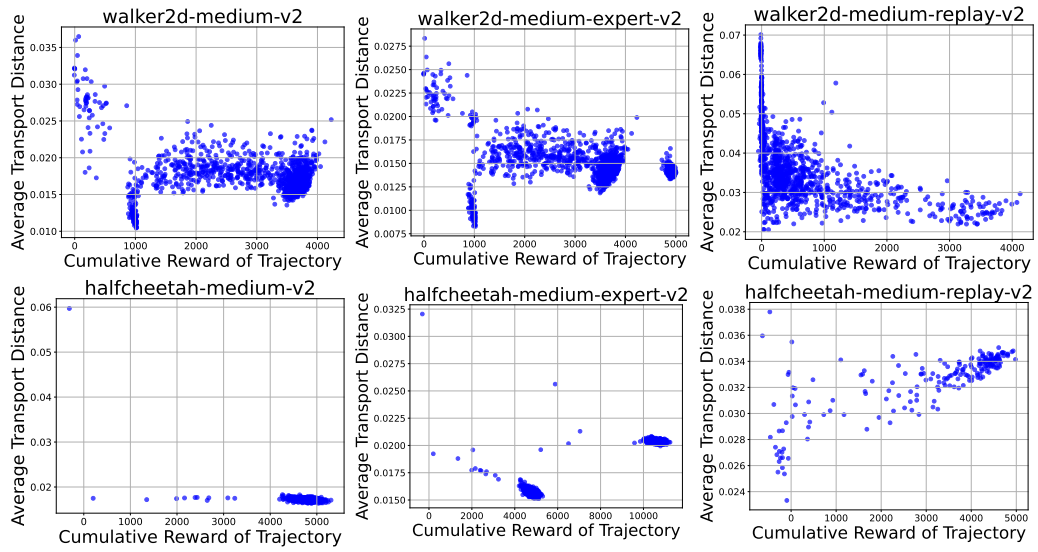 walker2d-medium-v2
Average Transport Distance
0.035
0.030
0.025
0.020
0.015
0.010
0 1000 2000 3000 4000
Cumulative Reward of Trajectory
walker2d-medium-expert-v2
Average Transport Distance
0.0275
0.0250
0.0225
0.0200
0.0175
0.0150
0.0125
0.0100
0.0075
0 1000 2000 3000 4000 5000
Cumulative Reward of Trajectory
walker2d-medium-replay-v2
Average Transport Distance
0.07
0.06
0.05
0.04
0.03
0.02
0 1000 2000 3000 4000
Cumulative Reward of Trajectory
halfcheetah-medium-v2
Average Transport Distance
0.06
0.05
0.04
0.03
0.02
0 1000 2000 3000 4000 5000
Cumulative Reward of Trajectory
halfcheetah-medium-expert-v2
Average Transport Distance
0.0325
0.0300
0.0275
0.0250
0.0225
0.0200
0.0175
0.0150
0 2000 4000 6000 8000 10000
Cumulative Reward of Trajectory
halfcheetah-medium-replay-v2
Average Transport Distance
0.038
0.036
0.034
0.032
0.030
0.028
0.026
0.024
0 1000 2000 3000 4000 5000
Cumulative Reward of Trajectory